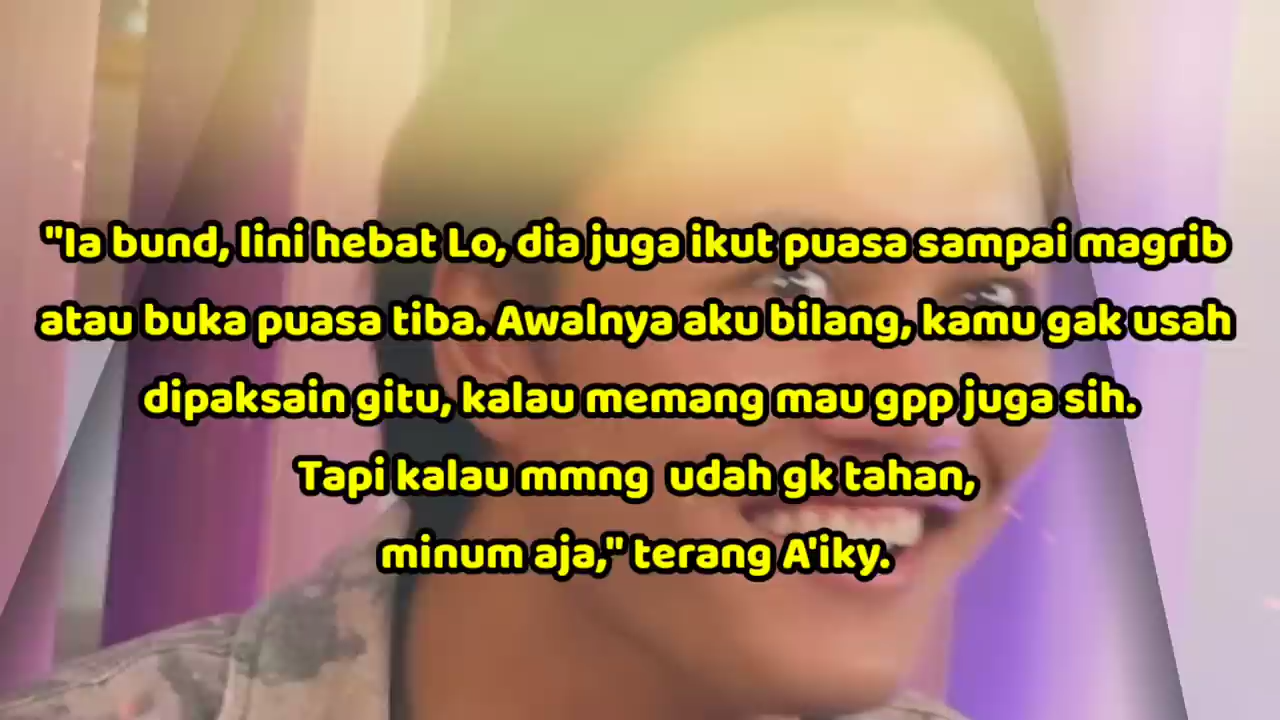 "Ia bund, lini hebat Lo, dia juga ikut puasa sampai magrib
atau buka puasa tiba. Awalnya aku bilang, kamu gak usah
dipaksain gitu, kalau memang mau gpp juga sih.
Tapi kalau mmng udah gk tahan,
minum aja," terang A'iky.